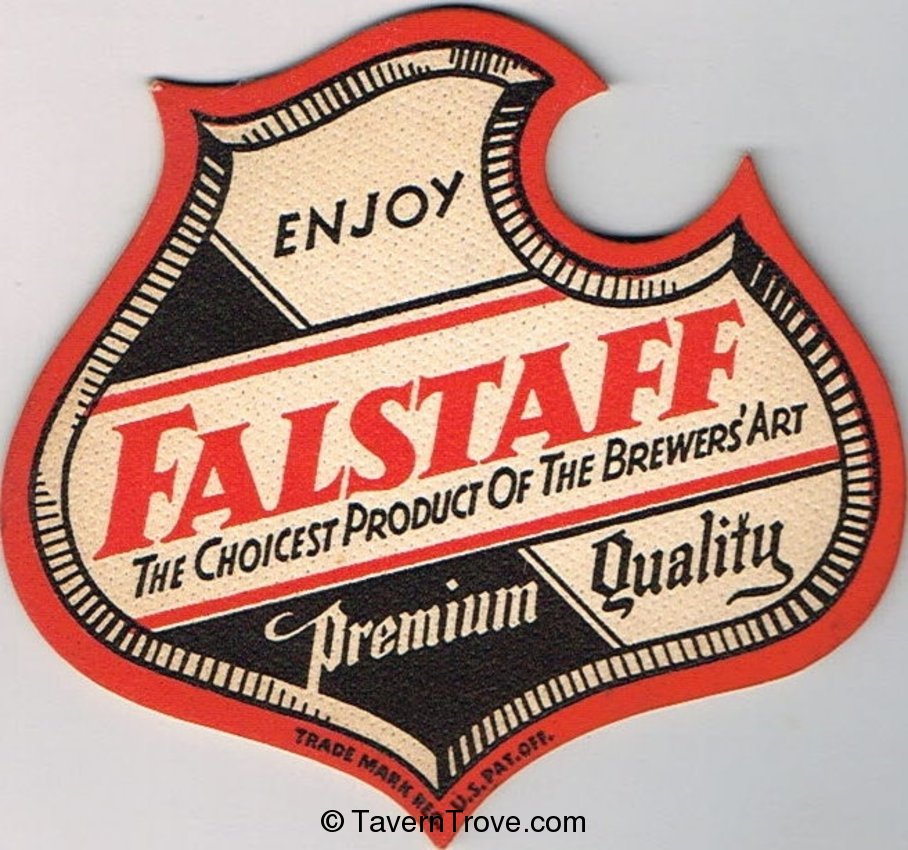 ENJOY
FALSTAFF
THE CHOICEST PRODUCT OF THE BREWERS' ART
Premium Quality
TRADE MARK REG. U.S. PAT. OFF.
© TavernTrove.com